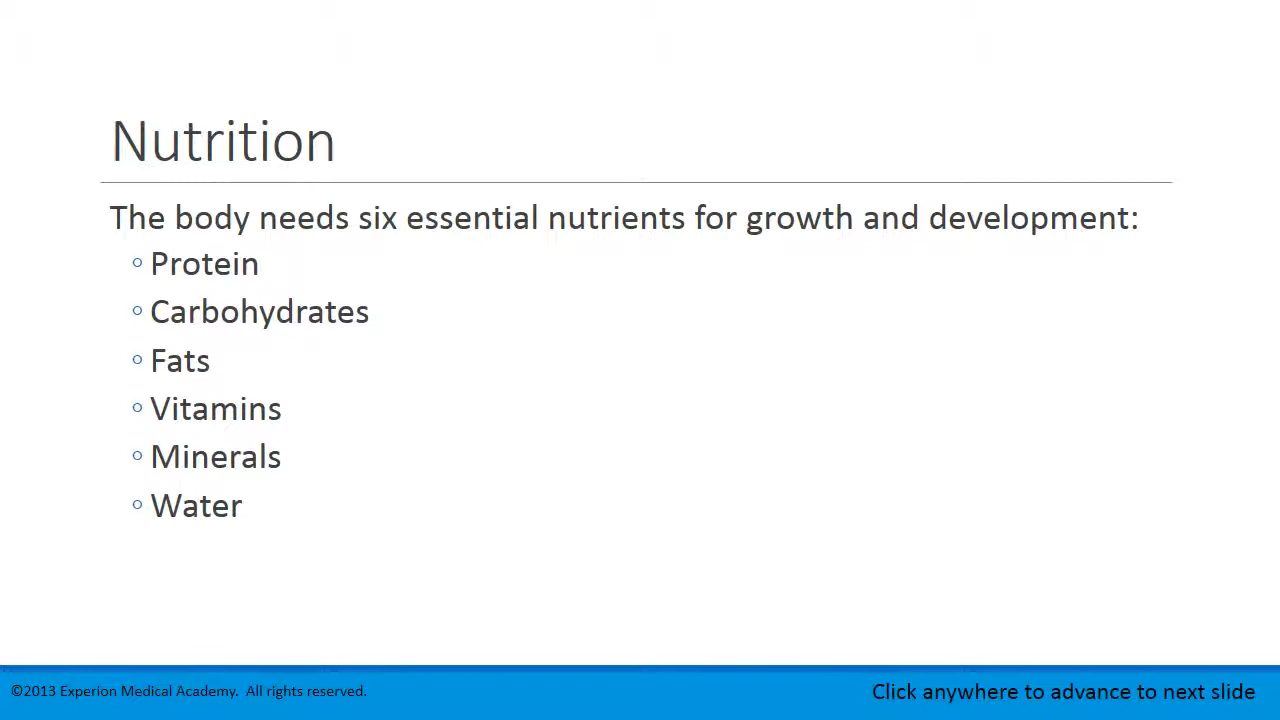 Nutrition
The body needs six essential nutrients for growth and development:
◦ Protein
◦ Carbohydrates
◦ Fats
◦ Vitamins
◦ Minerals
◦ Water
©2013 Experion Medical Academy. All rights reserved.
Click anywhere to advance to next slide